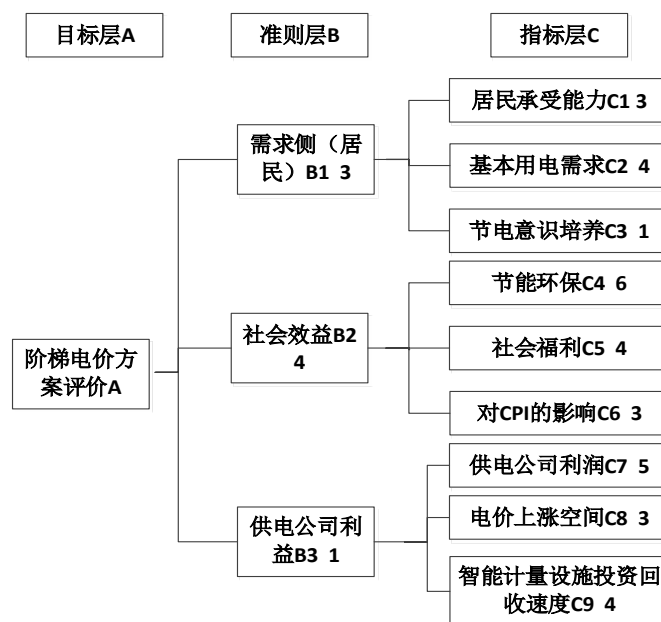 目标层A
准则层B
指标层C
居民承受能力C1 3
需求侧（居
民）B1 3
基本用电需求C2 4
节电意识培养C3 1
节能环保C4 6
社会效益B2
4
社会福利C5 4
阶梯电价方
案评价A
对CPI的影响C6 3
供电公司利润C7 5
供电公司利
益B3 1
电价上涨空间C8 3
智能计量设施投资回
收速度C9 4